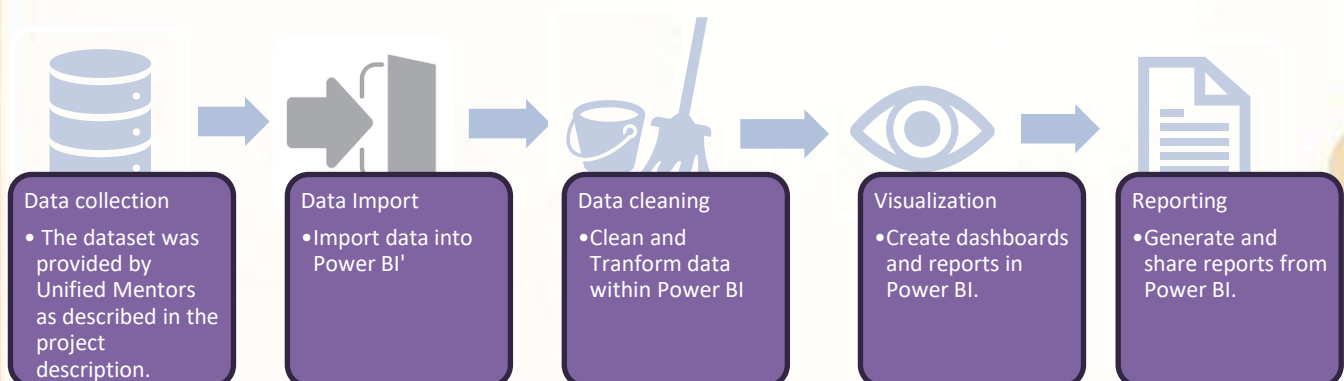 Data collection
• The dataset was
provided by
Unified Mentors
as described in the
project
description.
Data Import
•Import data into
Power BI'
Data cleaning
•Clean and
Tranform data
within Power BI
Visualization
•Create dashboards
and reports in
Power BI.
Reporting
•Generate and
share reports from
Power BI.